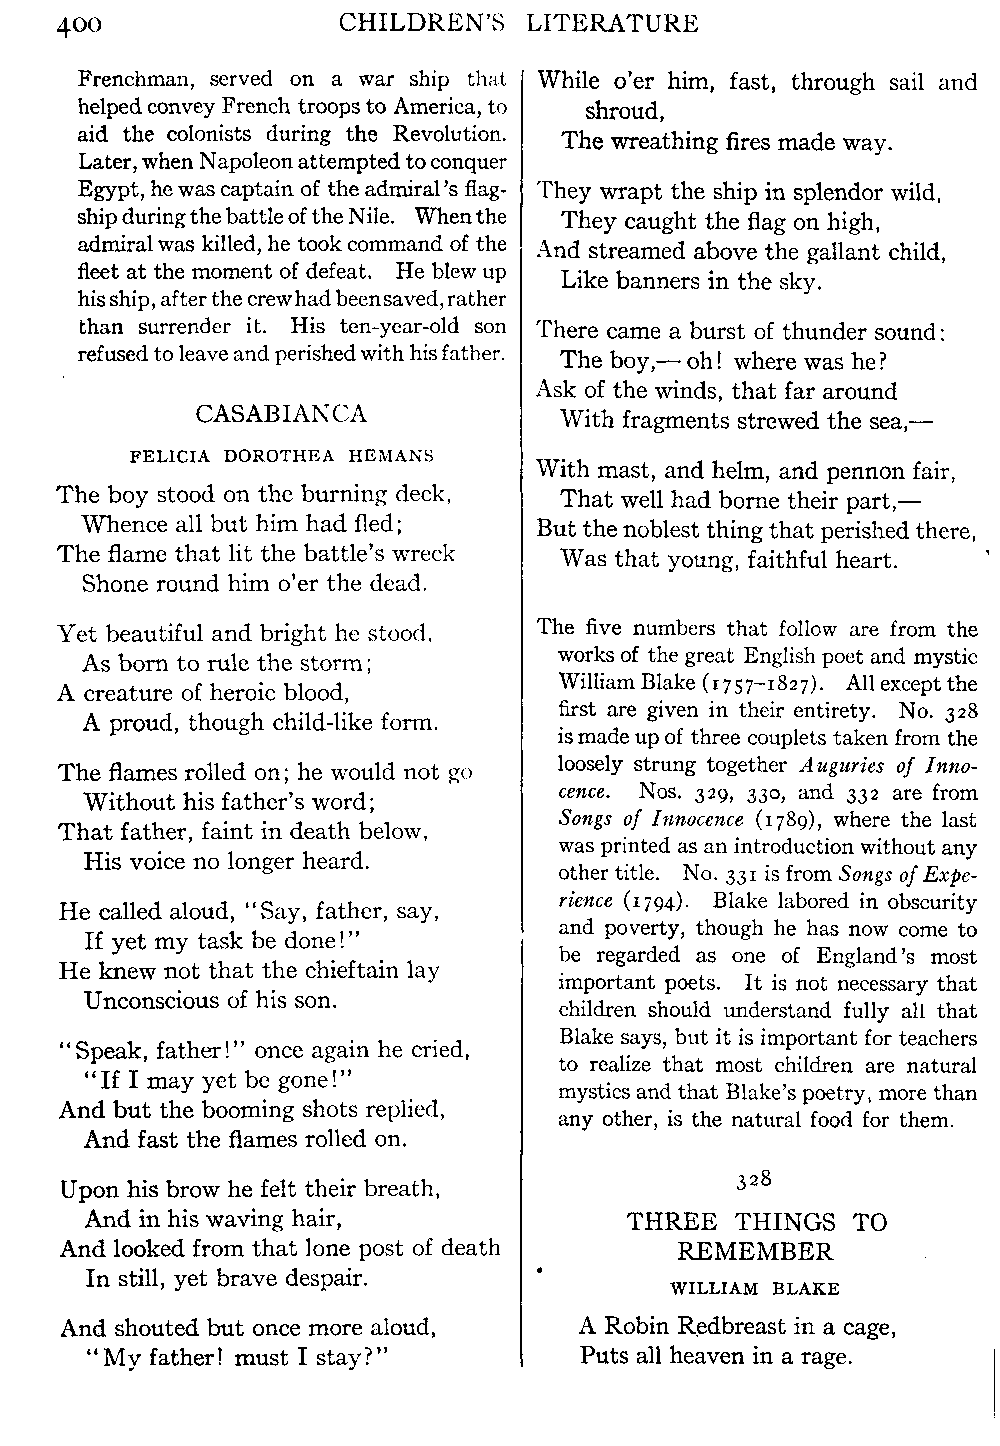 400 CHILDREN'S LITERATURE
Frenchman, served on a war ship that
helped convey French troops to America, to
aid the colonists during the Revolution.
Later, when Napoleon attempted to conquer
Egypt, he was captain of the admiral's flag-
ship during the battle of the Nile. When the
admiral was killed, he took command of the
fleet at the moment of defeat. He blew up
his ship, after the crew had been saved, rather
than surrender it. His ten-year-old son
refused to leave and perished with his father.
CASABIANCA
FELICIA DOROTHEA HEMANS
The boy stood on the burning deck,
Whence all but him had fled;
The flame that lit the battle's wreck
Shone round him o'er the dead.
Yet beautiful and bright he stood,
As born to rule the storm;
A creature of heroic blood,
A proud, though child-like form.
The flames rolled on; he would not go
Without his father's word;
That father, faint in death below,
His voice no longer heard.
He called aloud, "Say, father, say,
If yet my task be done!"
He knew not that the chieftain lay
Unconscious of his son.
"Speak, father!" once again he cried,
"If I may yet be gone!"
And but the booming shots replied,
And fast the flames rolled on.
Upon his brow he felt their breath,
And in his waving hair,
And looked from that lone post of death
In still, yet brave despair.
And shouted but once more aloud,
"My father! must I stay?"
While o'er him, fast, through sail and
shroud,
The wreathing fires made way.
They wrapt the ship in splendor wild,
They caught the flag on high,
And streamed above the gallant child,
Like banners in the sky.
There came a burst of thunder sound:
The boy,—oh! where was he?
Ask of the winds, that far around
With fragments strewed the sea,—
With mast, and helm, and pennon fair,
That well had borne their part,—
But the noblest thing that perished there,
Was that young, faithful heart.
The five numbers that follow are from the
works of the great English poet and mystic
William Blake (1757–1827). All except the
first are given in their entirety. No. 328
is made up of three couplets taken from the
loosely strung together Auguries of Inno-
cence. Nos. 329, 330, and 332 are from
Songs of Innocence (1789), where the last
was printed as an introduction without any
other title. No. 331 is from Songs of Expe-
rience (1794). Blake labored in obscurity
and poverty, though he has now come to
be regarded as one of England's most
important poets. It is not necessary that
children should understand fully all that
Blake says, but it is important for teachers
to realize that most children are natural
mystics and that Blake's poetry, more than
any other, is the natural food for them.
328
THREE THINGS TO
REMEMBER
WILLIAM BLAKE
A Robin Redbreast in a cage,
Puts all heaven in a rage.